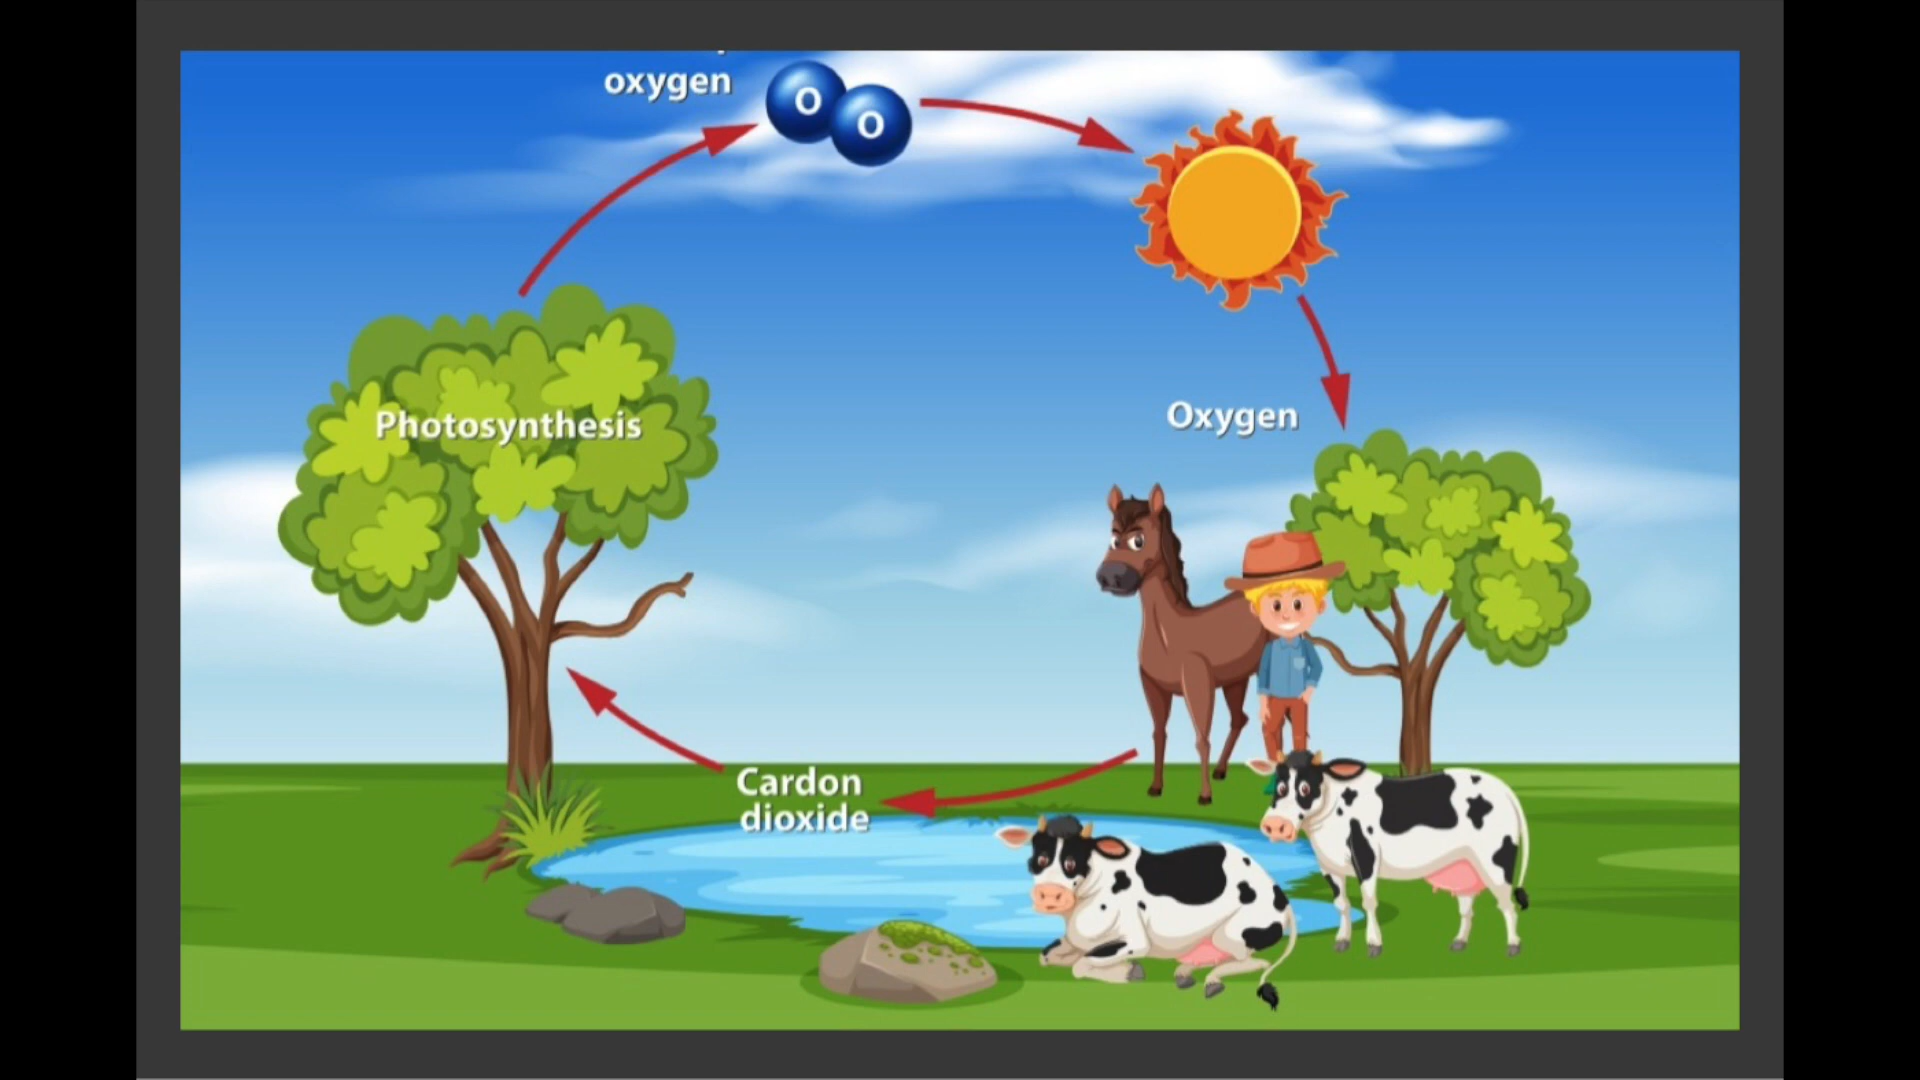 oxygen
O
O
Photosynthesis
Oxygen
Cardon
dioxide